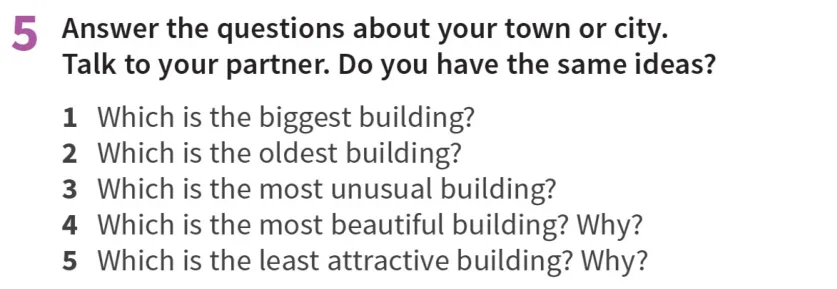 5 Answer the questions about your town or city.
Talk to your partner. Do you have the same ideas?
1 Which is the biggest building?
2 Which is the oldest building?
3 Which is the most unusual building?
4 Which is the most beautiful building? Why?
5 Which is the least attractive building? Why?